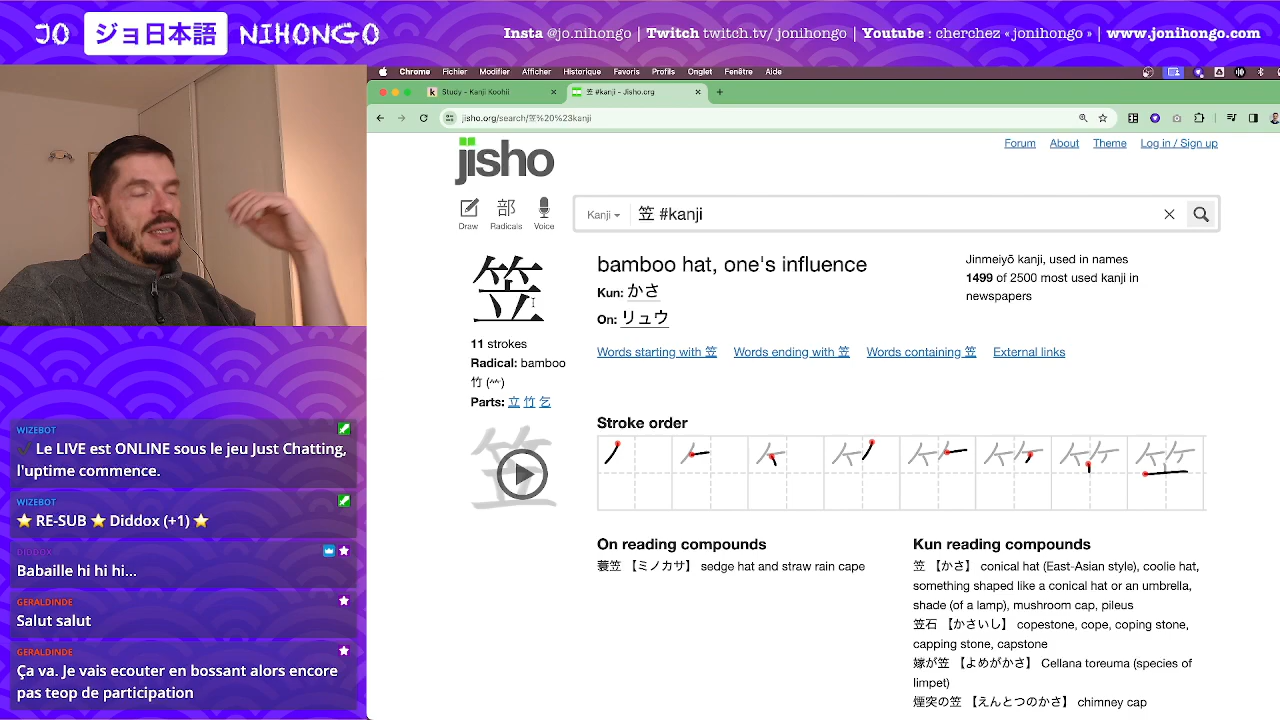 JO ジョ日本語 NIHONGO
Insta @jo.nihongo | Twitch twitch.tv/ jonihongo | Youtube : cherchez « jonihongo » | www.jonihongo.com
Chrome Fichier Modifier Afficher Historique Favoris Profils Onglet Fenêtre Aide
Study - Kanji Koohii
笠 #kanji - Jisho.org
jisho.org/search/笠%20%23kanji
jisho
Forum About Theme Log in / Sign up
Draw 部 Radicals Voice
Kanji 笠 #kanji
笠
11 strokes
Radical: bamboo
竹 (⺮)
Parts: 立 竹 乞
bamboo hat, one's influence
Kun: かさ
On: リュウ
Jinmeiyō kanji, used in names
1499 of 2500 most used kanji in
newspapers
Words starting with 笠 Words ending with 笠 Words containing 笠 External links
Stroke order
笠
On reading compounds
蓑笠 【ミノカサ】 sedge hat and straw rain cape
Kun reading compounds
笠 【かさ】 conical hat (East-Asian style), coolie hat,
something shaped like a conical hat or an umbrella,
shade (of a lamp), mushroom cap, pileus
笠石 【かさいし】 copestone, cope, coping stone,
capping stone, capstone
嫁が笠 【よめがかさ】 Cellana toreuma (species of
limpet)
煙突の笠 【えんとつのかさ】 chimney cap
WIZEBOT
✔ Le LIVE est ONLINE sous le jeu Just Chatting,
l'uptime commence.
WIZEBOT
⭐ RE-SUB ⭐ Diddox (+1) ⭐
DIDDOX
Babaille hi hi hi...
GERALDINDE
Salut salut
GERALDINDE
Ça va. Je vais ecouter en bossant alors encore
pas teop de participation